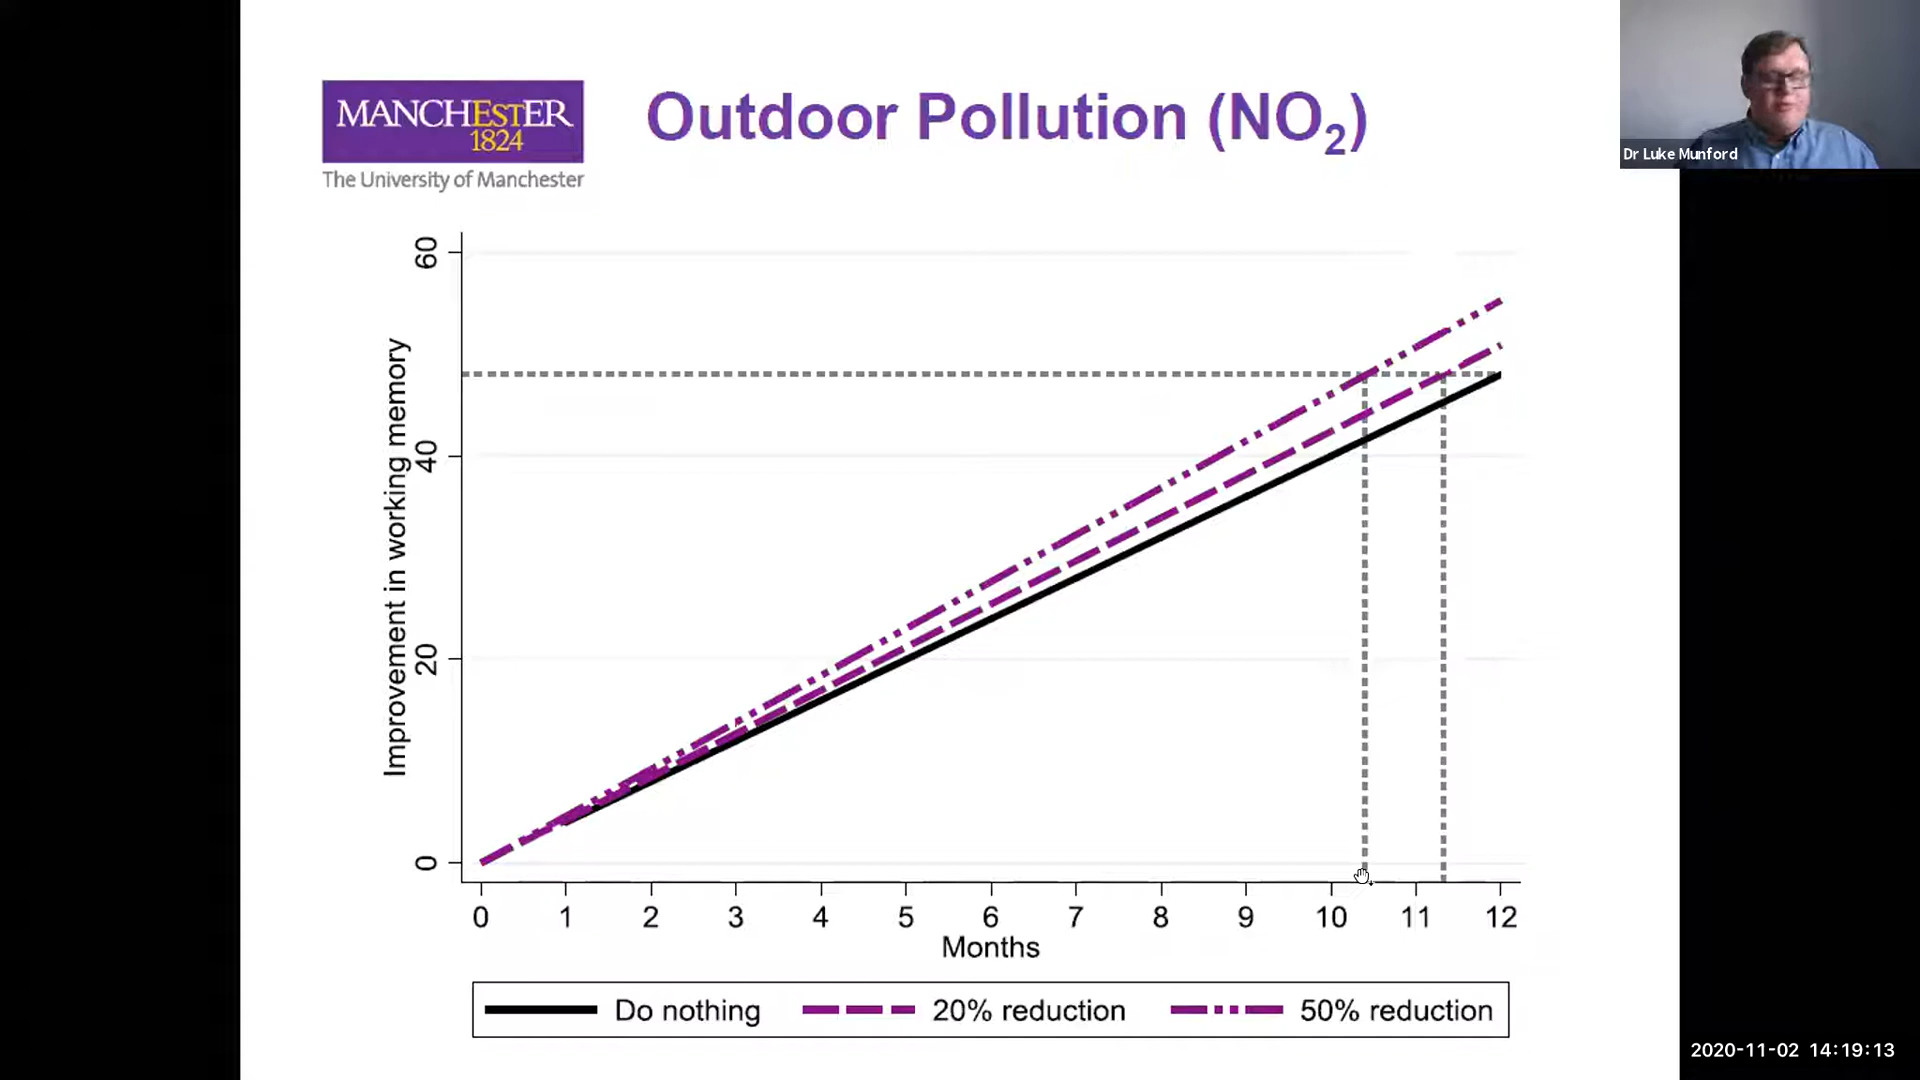 MANCHESTER
1824
The University of Manchester
Outdoor Pollution (NO₂)
Dr Luke Munford
Improvement in working memory
60
40
20
0
0 1 2 3 4 5 6 7 8 9 10 11 12
Months
Do nothing 20% reduction 50% reduction
2020-11-02 14:19:13